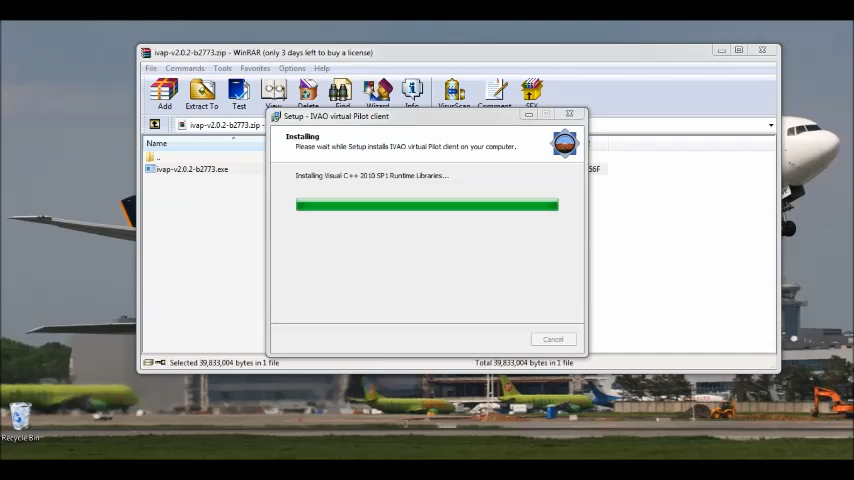 ivap-v2.0.2-b2773.zip - WinRAR (only 3 days left to buy a license)
File Commands Tools Favorites Options Help
Add Extract To Test View Delete Find Wizard Info VirusScan Comment SFX
Setup - IVAO virtual Pilot client
ivap-v2.0.2-b2773.zip -
Installing
Please wait while Setup installs IVAO virtual Pilot client on your computer.
Name
..
ivap-v2.0.2-b2773.exe
56F
Installing Visual C++ 2010 SP1 Runtime Libraries...
Cancel
Selected 39,833,004 bytes in 1 file
Total 39,833,004 bytes in 1 file
Recycle Bin